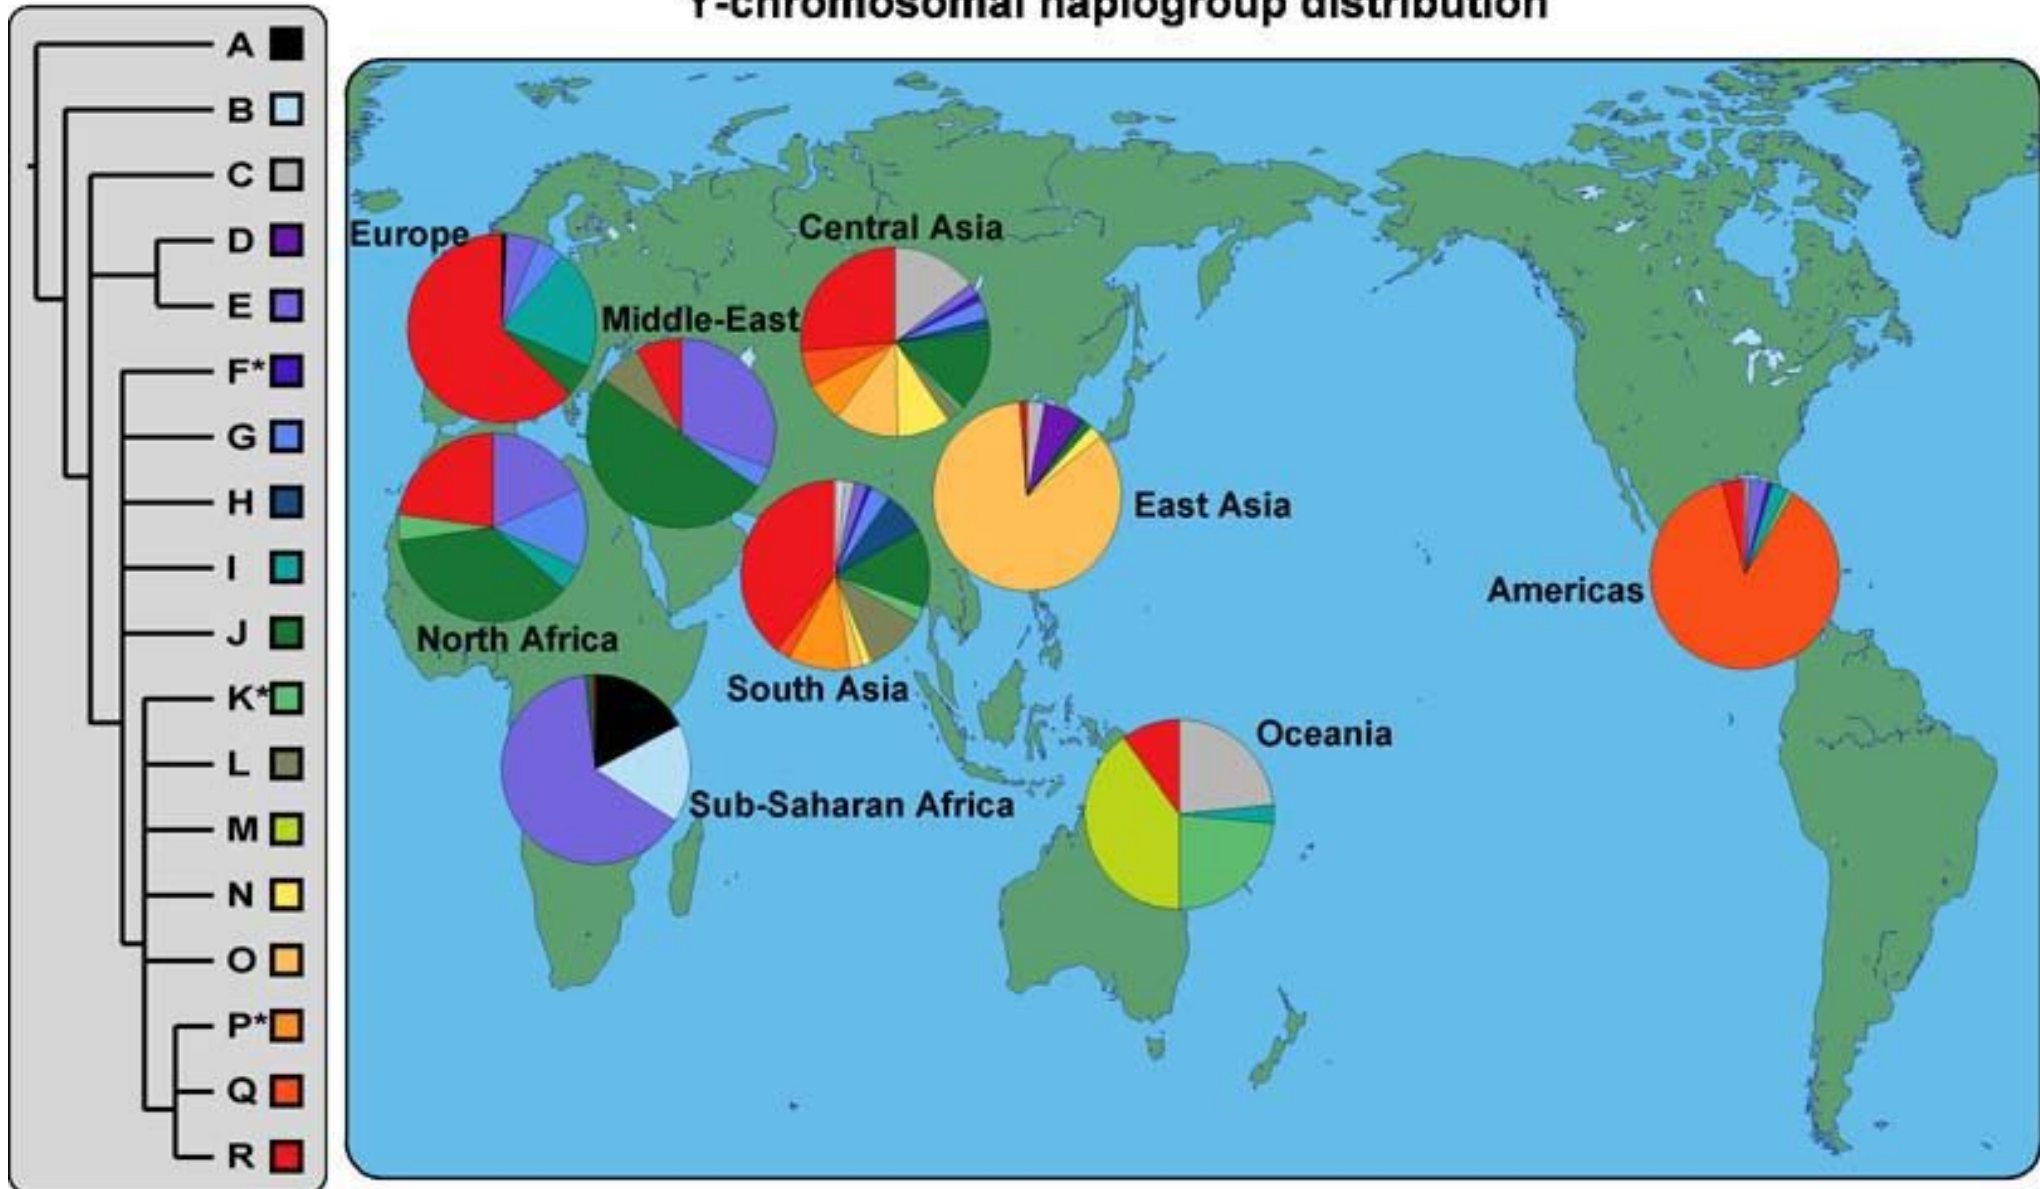 Y-chromosomal haplogroup distribution
A
B
C
D
E
F*
G
H
I
J
K*
L
M
N
O
P*
Q
R
Europe
Central Asia
Middle-East
East Asia
Americas
North Africa
South Asia
Oceania
Sub-Saharan Africa